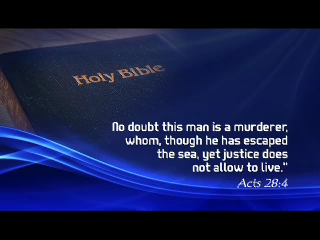 Holy Bible
No doubt this man is a murderer,
whom, though he has escaped
the sea, yet justice does
not allow to live."
Acts 28:4